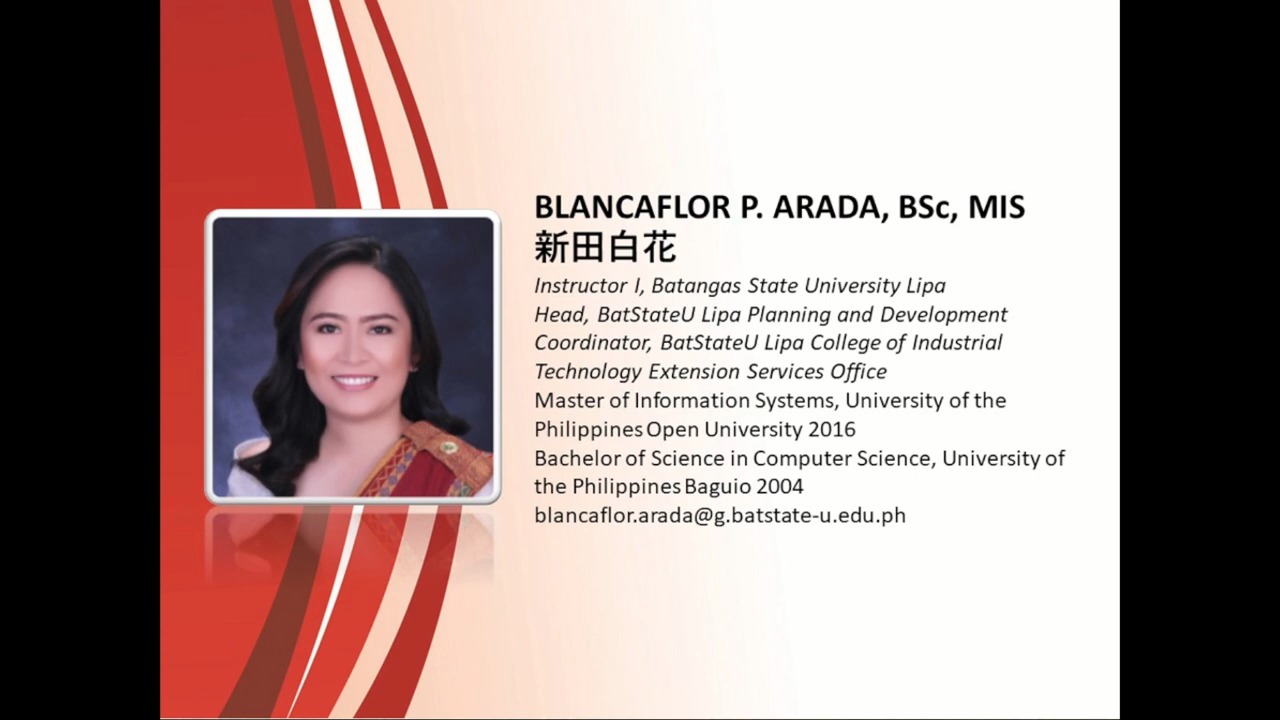 BLANCAFLOR P. ARADA, BSc, MIS
新田白花
Instructor I, Batangas State University Lipa
Head, BatStateU Lipa Planning and Development
Coordinator, BatStateU Lipa College of Industrial
Technology Extension Services Office
Master of Information Systems, University of the
Philippines Open University 2016
Bachelor of Science in Computer Science, University of
the Philippines Baguio 2004
blancaflor.arada@g.batstate-u.edu.ph